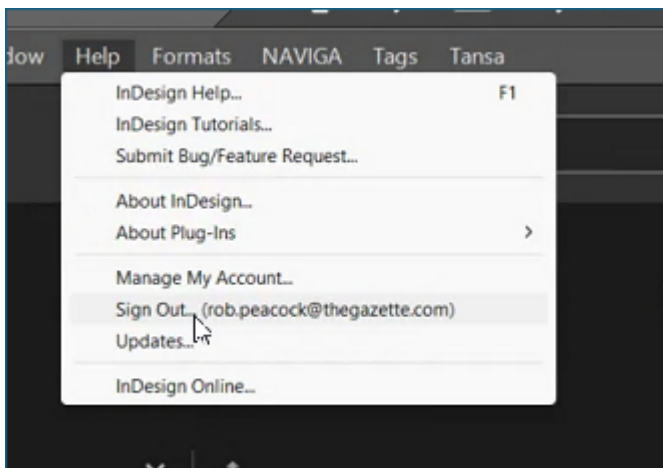 Help Formats NAVIGA Tags Tansa
InDesign Help... F1
InDesign Tutorials...
Submit Bug/Feature Request...
About InDesign...
About Plug-Ins
Manage My Account...
Sign Out... (rob.peacock@thegazette.com)
Updates...
InDesign Online...